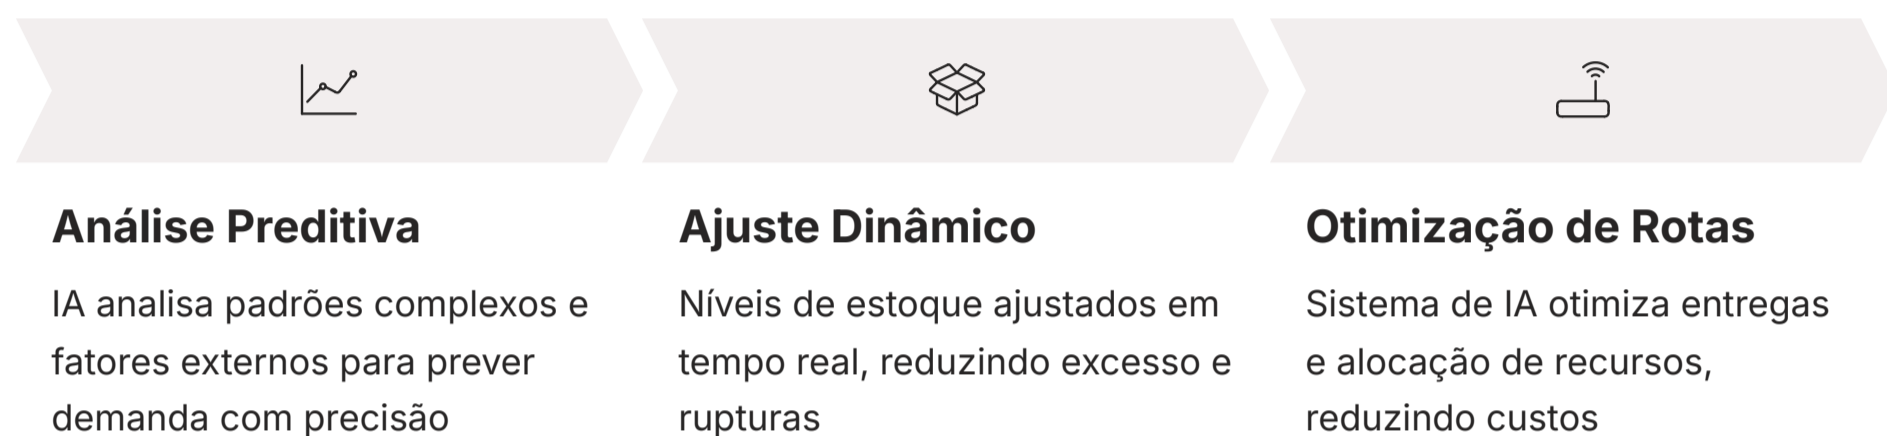 Análise Preditiva
IA analisa padrões complexos e
fatores externos para prever
demanda com precisão
Ajuste Dinâmico
Níveis de estoque ajustados em
tempo real, reduzindo excesso e
rupturas
Otimização de Rotas
Sistema de IA otimiza entregas
e alocação de recursos,
reduzindo custos